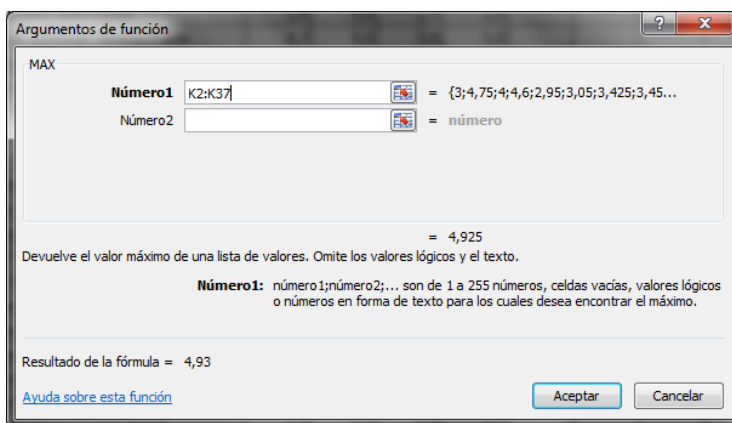 Argumentos de función
MAX
Número1 K2:K37 = {3;4,75;4;4,6;2,95;3,05;3,425;3,45...
Número2 = número
= 4,925
Devuelve el valor máximo de una lista de valores. Omite los valores lógicos y el texto.
Número1: número1;número2;... son de 1 a 255 números, celdas vacías, valores lógicos
o números en forma de texto para los cuales desea encontrar el máximo.
Resultado de la fórmula = 4,93
Ayuda sobre esta función Aceptar Cancelar